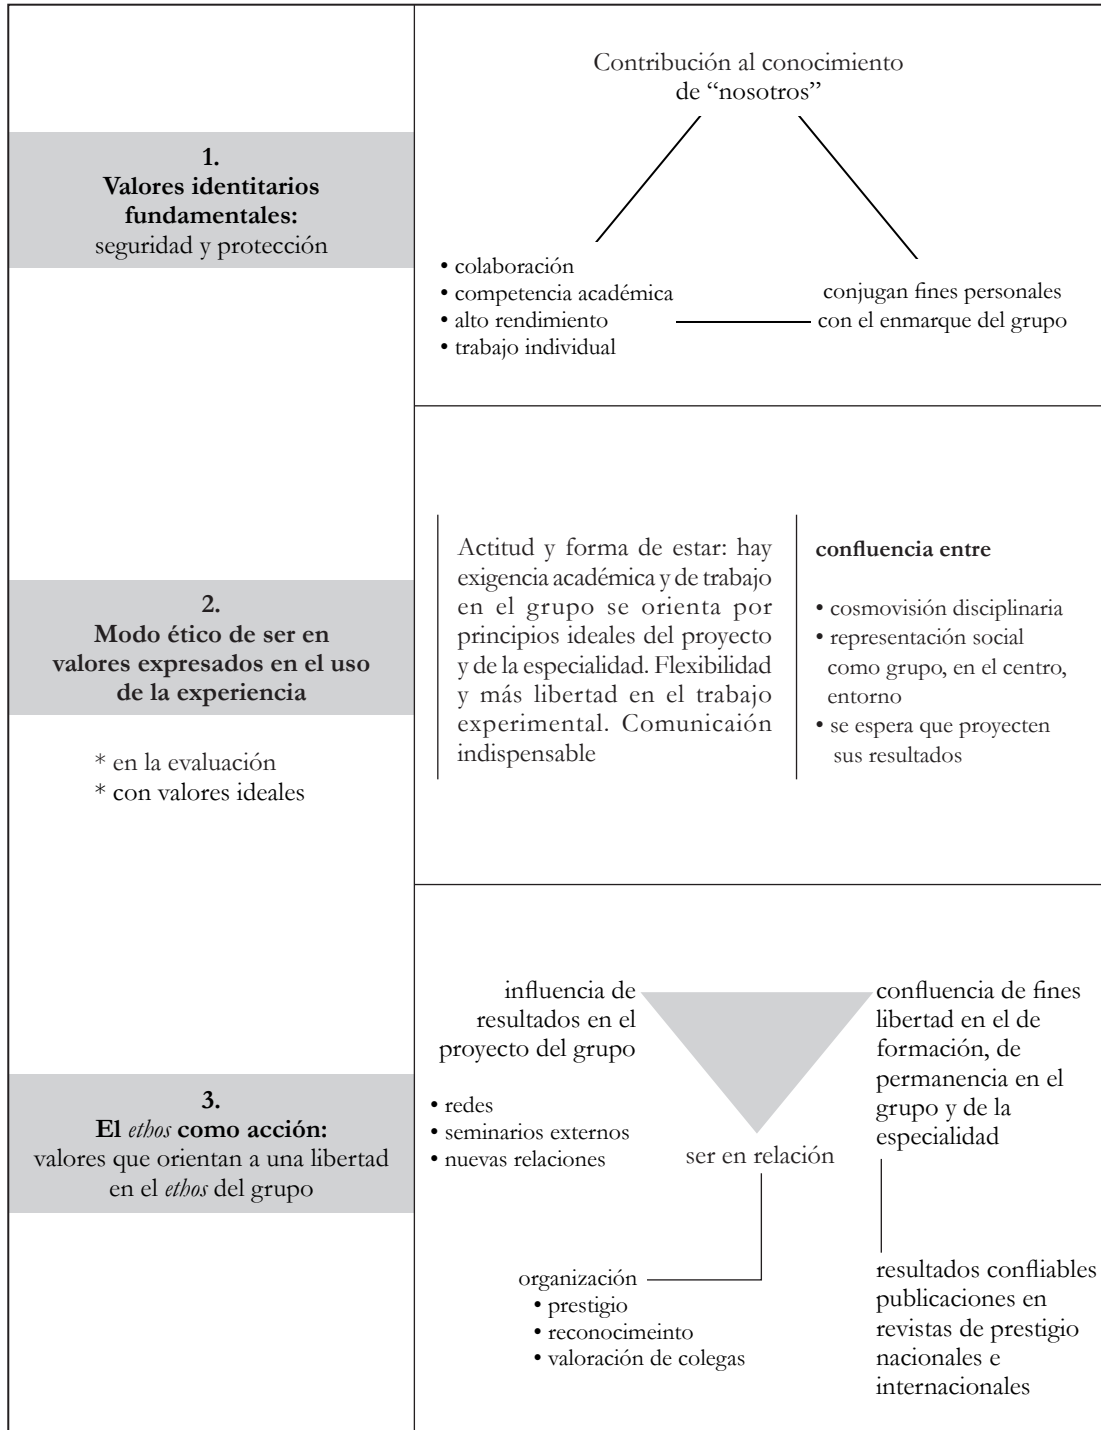 1.
Valores identitarios
fundamentales:
seguridad y protección
Contribución al conocimiento
de “nosotros”
• colaboración
• competencia académica
• alto rendimiento
• trabajo individual
conjugan fines personales
con el enmarque del grupo
2.
Modo ético de ser en
valores expresados en el uso
de la experiencia
* en la evaluación
* con valores ideales
Actitud y forma de estar: hay
exigencia académica y de trabajo
en el grupo se orienta por
principios ideales del proyecto
y de la especialidad. Flexibilidad
y más libertad en el trabajo
experimental. Comunicaión
indispensable
confluencia entre
• cosmovisión disciplinaria
• representación social
como grupo, en el centro,
entorno
• se espera que proyecten
sus resultados
3.
El ethos como acción:
valores que orientan a una libertad
en el ethos del grupo
influencia de
resultados en el
proyecto del grupo
• redes
• seminarios externos
• nuevas relaciones
ser en relación
confluencia de fines
libertad en el de
formación, de
permanencia en el
grupo y de la
especialidad
organización
• prestigio
• reconocimeinto
• valoración de colegas
resultados confliables
publicaciones en
revistas de prestigio
nacionales e
internacionales